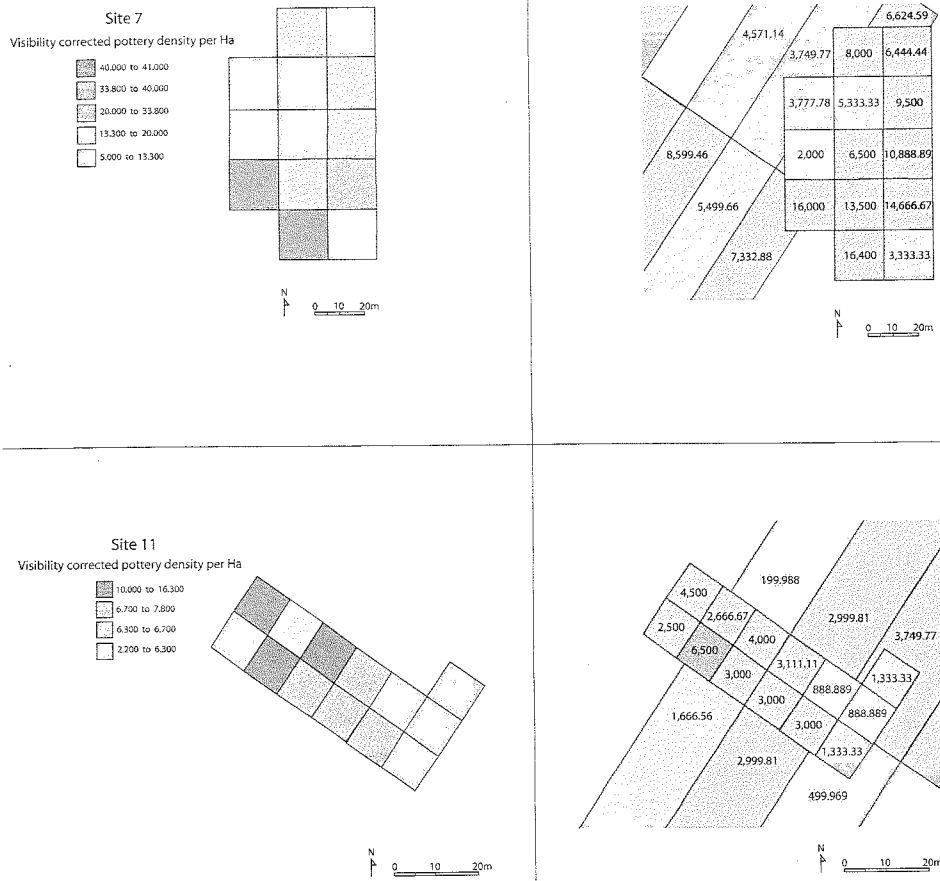 Site 7
Visibility corrected pottery density per Ha
40.000 to 41.000
33.800 to 40.000
20.000 to 33.800
13.300 to 20.000
5.000 to 13.300
N
0 10 20m
6,624.59
4,571.14
3,749.77
8,000
6,444.44
3,777.78
5,333.33
9,500
8,599.46
2,000
6,500
10,888.89
5,499.66
16,000
13,500
14,666.67
7,332.88
16,400
3,333.33
N
0 10 20m
Site 11
Visibility corrected pottery density per Ha
10.000 to 16.300
6.700 to 7.800
6.300 to 6.700
2.200 to 6.300
N
0 10 20m
199.988
4,500
2,666.67
2,999.81
2,500
4,000
3,749.77
6,500
3,111.11
1,333.33
3,000
888.889
3,000
888.889
1,666.56
3,000
1,333.33
2,999.81
499.969
N
0 10 20m